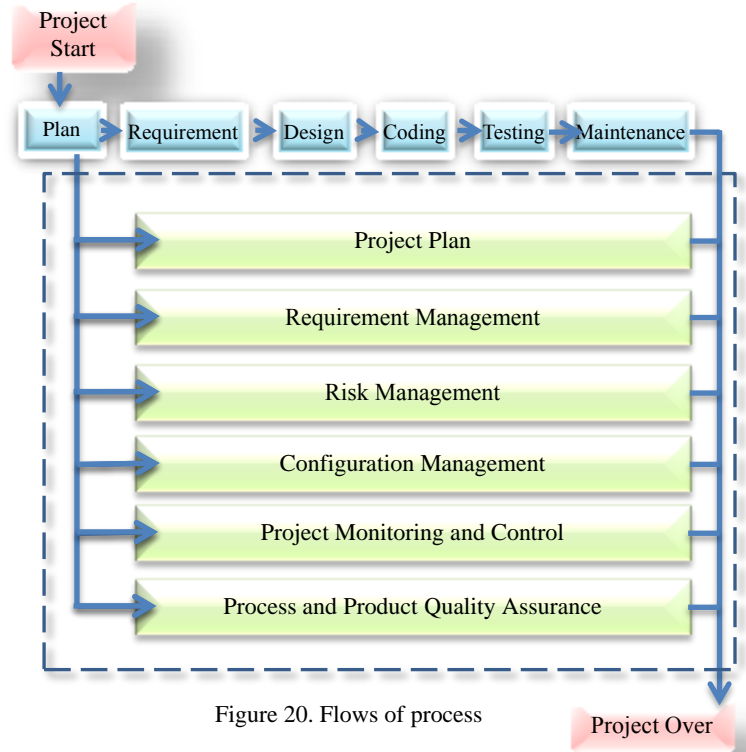 Project
Start
Plan
Requirement
Design
Coding
Testing
Maintenance
Project Plan
Requirement Management
Risk Management
Configuration Management
Project Monitoring and Control
Process and Product Quality Assurance
Figure 20. Flows of process
Project Over